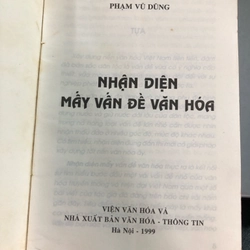 PHẠM VŨ DŨNG
NHẬN DIỆN
MẤY VẤN ĐỀ VĂN HÓA
VIỆN VĂN HÓA VÀ
NHÀ XUẤT BẢN VĂN HÓA - THÔNG TIN
Hà Nội - 1999